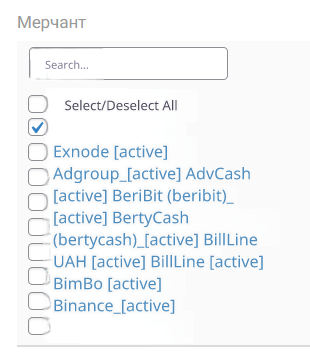 Мерчант
Search...
Select/Deselect All
Exnode [active]
Adgroup_[active] AdvCash
[active] BeriBit (beribit)_
[active] BertyCash
(bertycash)_[active] BillLine
UAH [active] BillLine [active]
BimBo [active]
Binance_[active]